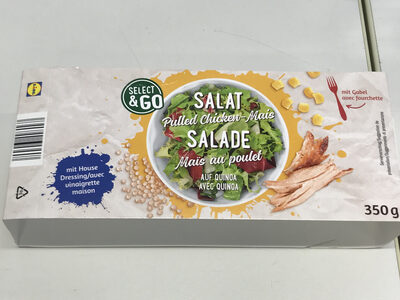 LIDL
SELECT
& GO
SALAT
Pulled Chicken-Mais
SALADE
Maïs au poulet
AUF QUINOA
AVEC QUINOA
mit Gabel
avec fourchette
mit House
Dressing/avec
vinaigrette
maison
350g